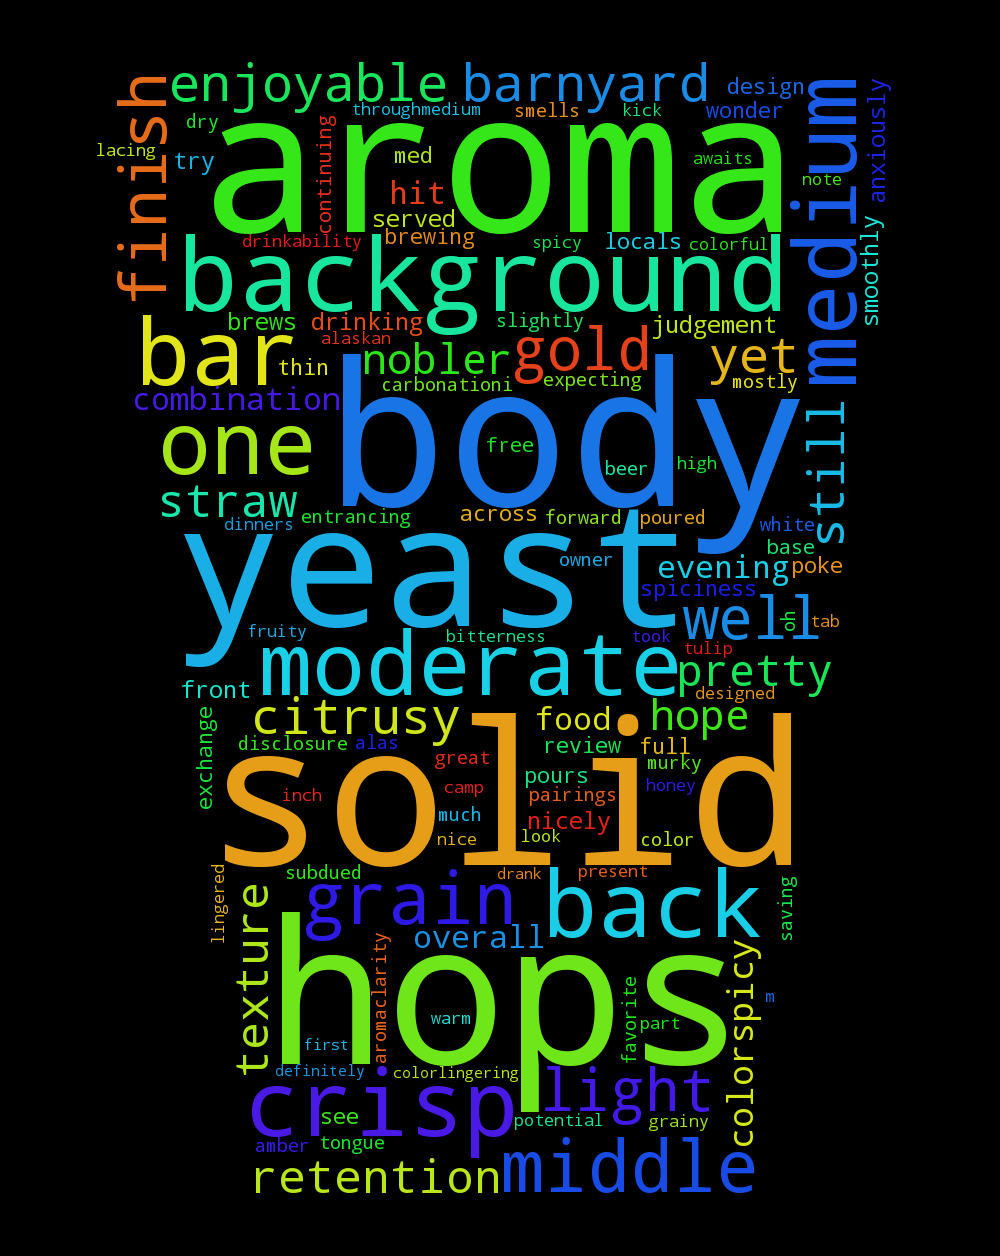 enjoyable barnyard design
throughmedium smells kick wonder anxiously
finish dry aroma medium
lacing try continuing med awaits note
hit
served
drinkability brewing spicy locals colorful smoothly
background
brews drinking slightly judgement
alaskan
bar thin nobler gold yet
carbonationi expecting mostly
combination
one body still
free beer high
straw
dinners entrancing across forward poured white
yeast owner base
evening poke
spiciness
fruity bitterness took well oh tab
tulip
moderate pretty
front designed
citrusy food hope
exchange disclosure alas review full
great murky
solid pours
inch camp pairings honey
much nicely
nice look color
lingered subdued drank present
grain back saving
texture overall
hops aromaclarity favorite colorspicy m
warm part
first
definitely colorlingering
crisp light
see potential grainy
amber tongue
retention middle